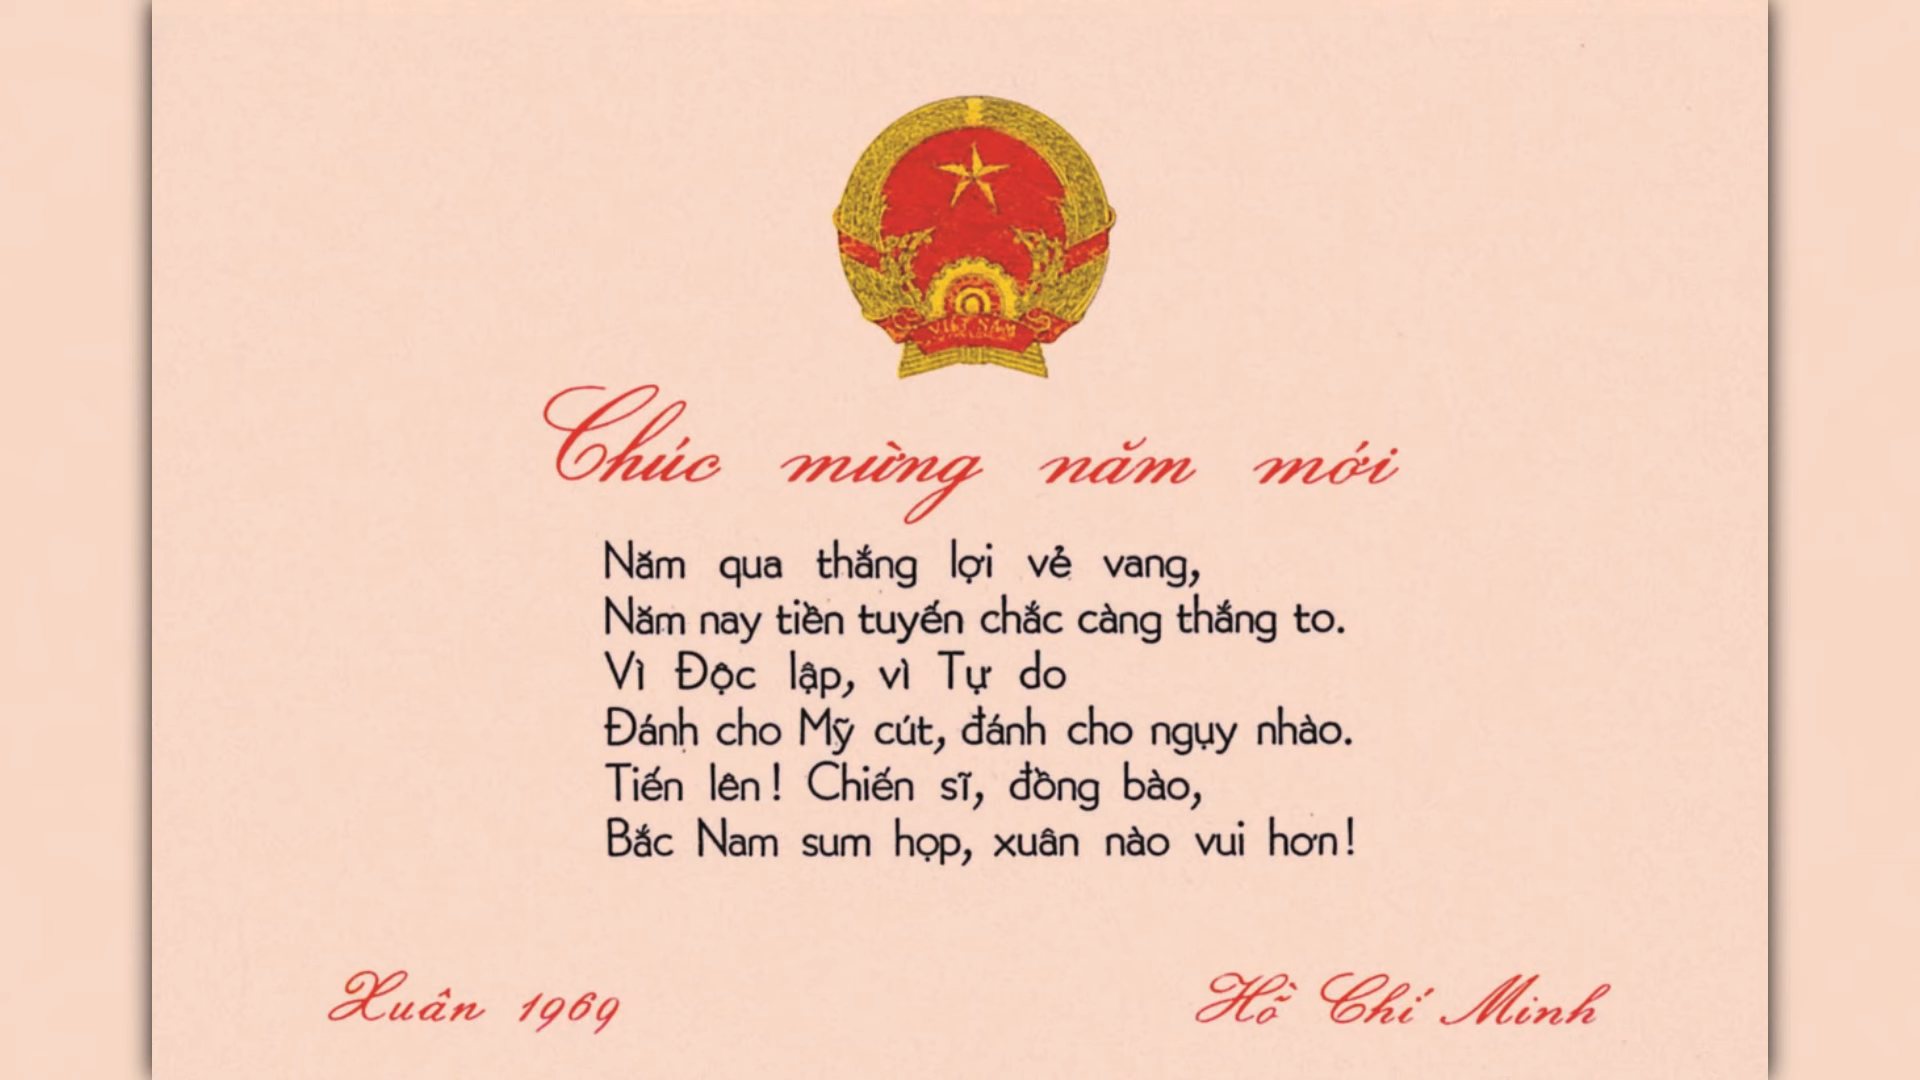 VIỆT NAM
Chúc mừng năm mới
Năm qua thắng lợi vẻ vang,
Năm nay tiền tuyến chắc càng thắng to.
Vì Độc lập, vì Tự do
Đánh cho Mỹ cút, đánh cho ngụy nhào.
Tiến lên! Chiến sĩ, đồng bào,
Bắc Nam sum họp, xuân nào vui hơn!
Xuân 1969
Hồ Chí Minh